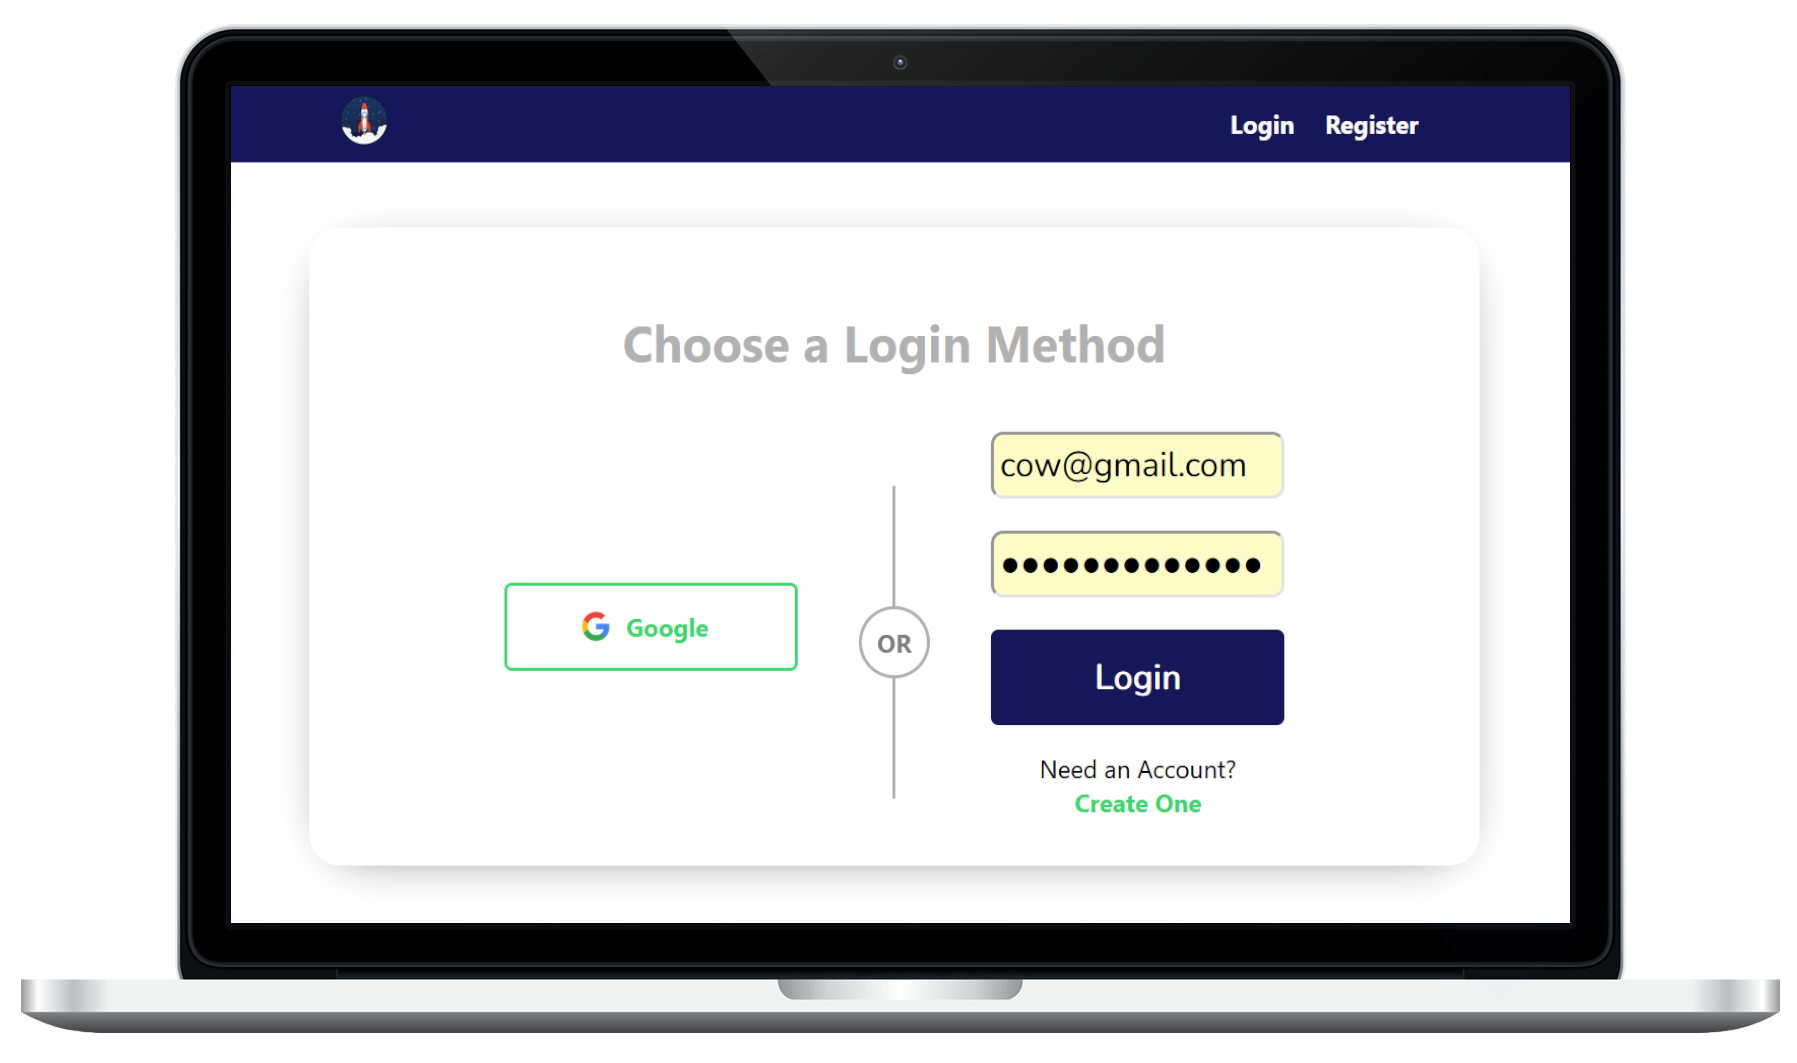 Login Register
Choose a Login Method
cow@gmail.com
•••••••••••••
Google
OR
Login
Need an Account?
Create One